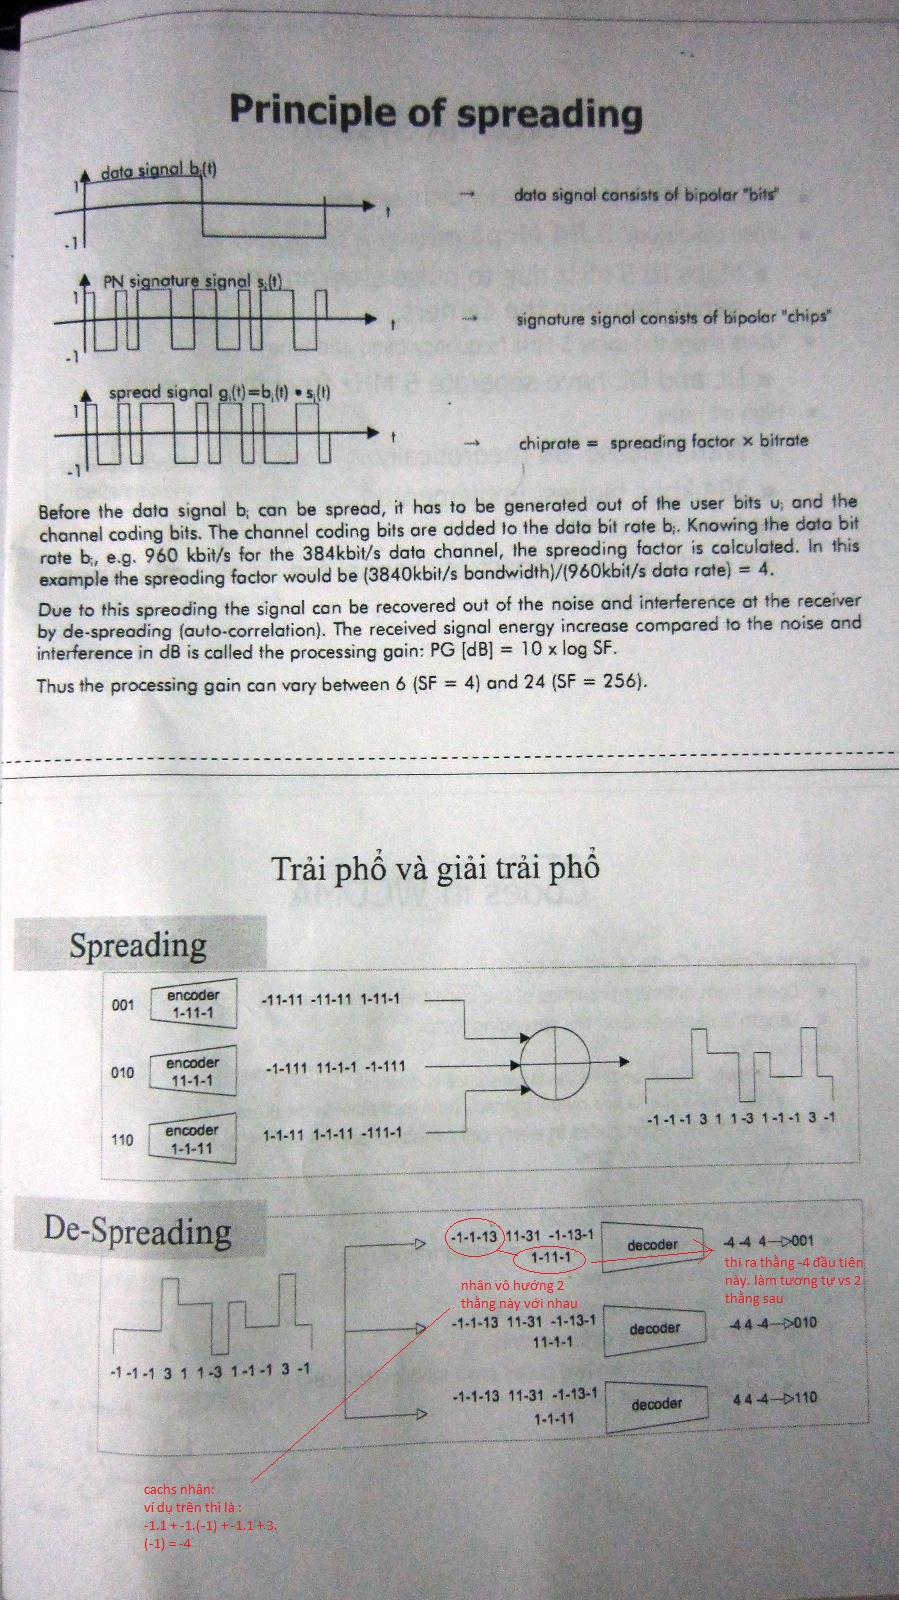 Principle of spreading
data signal bᵢ(t)
1
-1
t
→ data signal consists of bipolar "bits"
PN signature signal sᵢ(t)
1
-1
t
→ signature signal consists of bipolar "chips"
spread signal gᵢ(t)=bᵢ(t) • sᵢ(t)
1
-1
t
→ chiprate = spreading factor x bitrate
Before the data signal bᵢ can be spread, it has to be generated out of the user bits uᵢ and the
channel coding bits. The channel coding bits are added to the data bit rate bᵢ. Knowing the data bit
rate bᵢ, e.g. 960 kbit/s for the 384kbit/s data channel, the spreading factor is calculated. In this
example the spreading factor would be (3840kbit/s bandwidth)/(960kbit/s data rate) = 4.
Due to this spreading the signal can be recovered out of the noise and interference at the receiver
by de-spreading (auto-correlation). The received signal energy increase compared to the noise and
interference in dB is called the processing gain: PG [dB] = 10 x log SF.
Thus the processing gain can vary between 6 (SF = 4) and 24 (SF = 256).
Trải phổ và giải trải phổ
Spreading
001 encoder 1-11-1 -11-11 -11-11 1-11-1
010 encoder 11-1-1 -1-111 11-1-1 -1-111
110 encoder 1-1-11 1-1-11 1-1-11 -111-1
-1 -1 -1 3 1 1 -3 1 -1 -1 3 -1
De-Spreading
-1-1-13 11-31 -1-13-1
1-11-1
decoder
-4 -4 4 001
thì ra thằng -4 đầu tiên
này. làm tương tự vs 2
thằng sau
nhân vô hướng 2
thằng này với nhau
-1-1-13 11-31 -1-13-1
11-1-1
decoder
-4 4 -4 010
-1 -1 -1 3 1 1 -3 1 -1 -1 3 -1
-1-1-13 11-31 -1-13-1
1-1-11
decoder
4 4 -4 110
cachs nhân:
ví dụ trên thì là :
-1.1 + -1.(-1) + -1.1 +3.
(-1) = -4